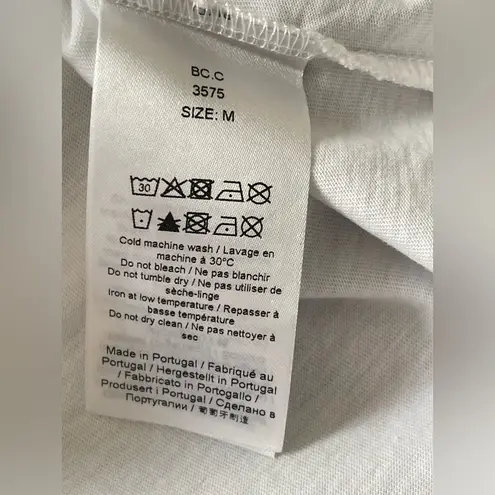 BC.C
3575
SIZE: M
30
Cold machine wash / Lavage en
machine à 30°C
Do not bleach / Ne pas blanchir
Do not tumble dry / Ne pas utiliser de
sèche-linge
Iron at low temperature / Repasser à
basse température
Do not dry clean / Ne pas nettoyer à
sec
Made in Portugal / Fabriqué au
Portugal / Hergestellt in Portugal
/ Fabbricato in Portogallo /
Produsert i Portugal / Сделано в
Португалии / 葡萄牙制造